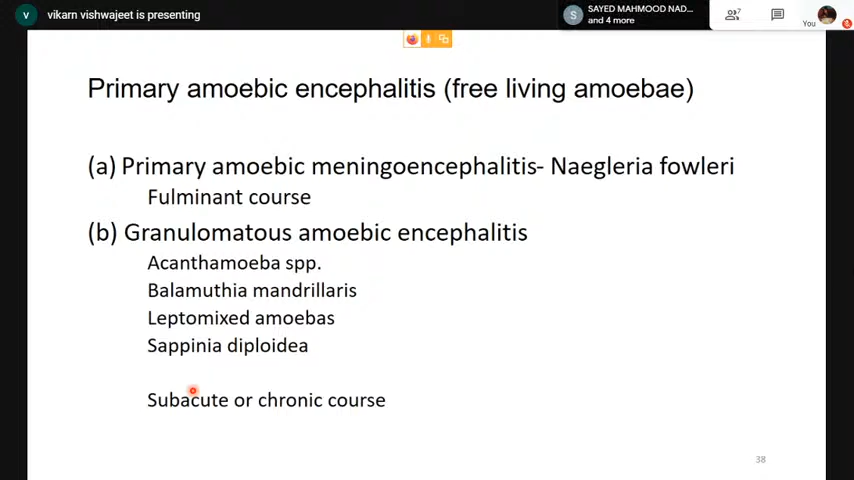 v
vikarn vishwajeet is presenting
S
SAYED MAHMOOD NAD...
and 4 more
7
You
Primary amoebic encephalitis (free living amoebae)
(a) Primary amoebic meningoencephalitis- Naegleria fowleri
Fulminant course
(b) Granulomatous amoebic encephalitis
Acanthamoeba spp.
Balamuthia mandrillaris
Leptomixed amoebas
Sappinia diploidea
Subacute or chronic course
38